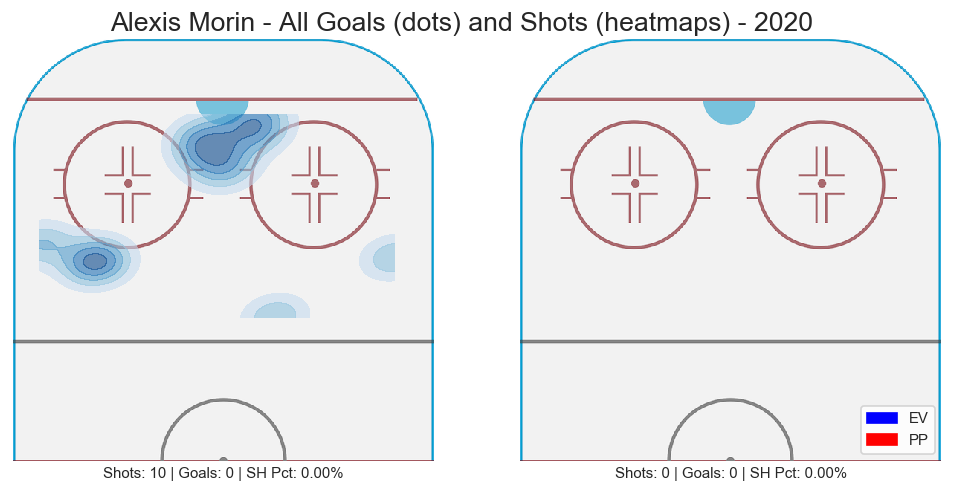 Alexis Morin - All Goals (dots) and Shots (heatmaps) - 2020
EV
PP
Shots: 10 | Goals: 0 | SH Pct: 0.00%
Shots: 0 | Goals: 0 | SH Pct: 0.00%